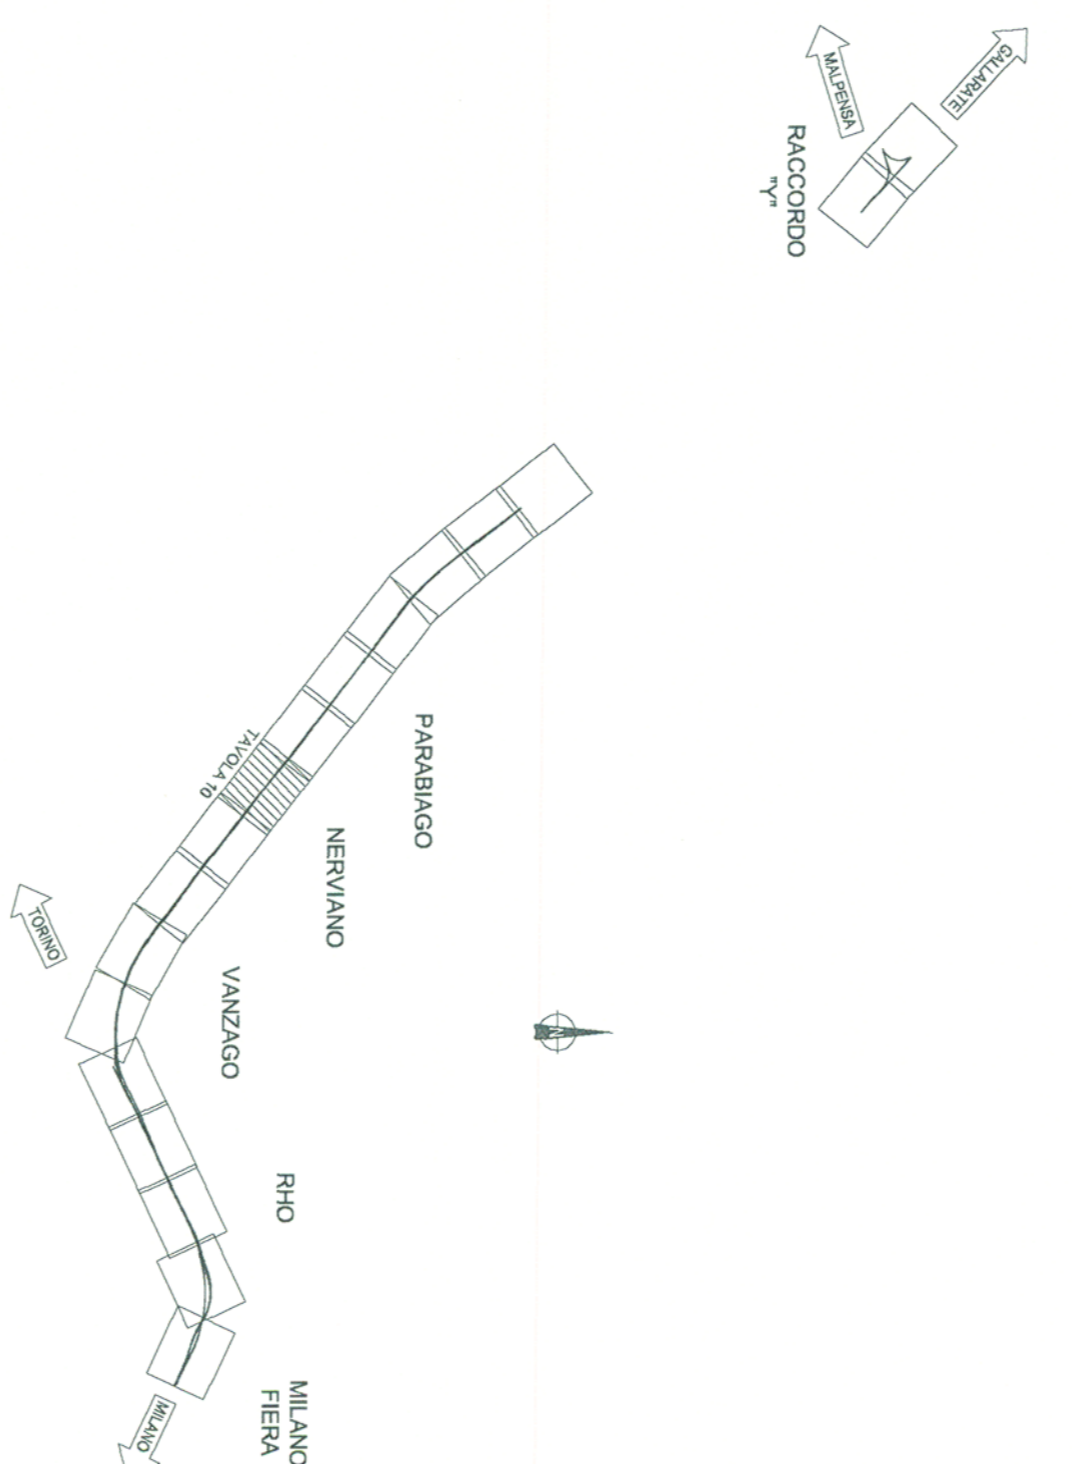 GALLARATE
MALPENSA
RACCORDO
"Y"
PARABIAGO
TAVOLA 10
NERVIANO
TORINO
VANZAGO
N
RHO
MILANO
FIERA
MILANO